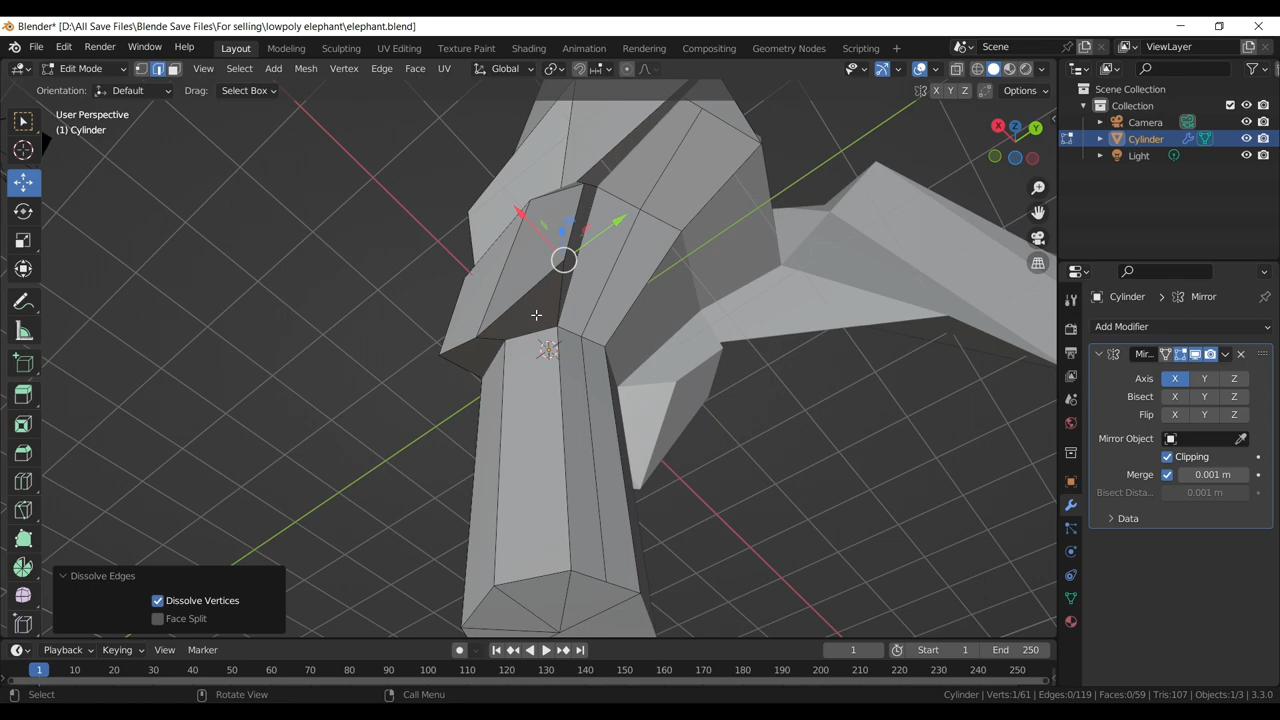 Blender* [D:\All Save Files\Blende Save Files\For selling\lowpoly elephant\elephant.blend]
File Edit Render Window Help Layout Modeling Sculpting UV Editing Texture Paint Shading Animation Rendering Compositing Geometry Nodes Scripting + Scene ViewLayer
Edit Mode View Select Add Mesh Vertex Edge Face UV Global
Orientation: Default Drag: Select Box X Y Z Options
User Perspective
(1) Cylinder
X Y Z
Scene Collection
Collection
Camera
Cylinder
Light
Cylinder Mirror
Add Modifier
Mir...
Axis X Y Z
Bisect X Y Z
Flip X Y Z
Mirror Object
Clipping
Merge 0.001 m
Bisect Dista... 0.001 m
Data
Dissolve Edges
Dissolve Vertices
Face Split
Playback Keying View Marker 1 Start 1 End 250
1 10 20 30 40 50 60 70 80 90 100 110 120 130 140 150 160 170 180 190 200 210 220 230 240 250
Select Rotate View Call Menu Cylinder | Verts:1/61 | Edges:0/119 | Faces:0/59 | Tris:107 | Objects:1/3 | 3.3.0